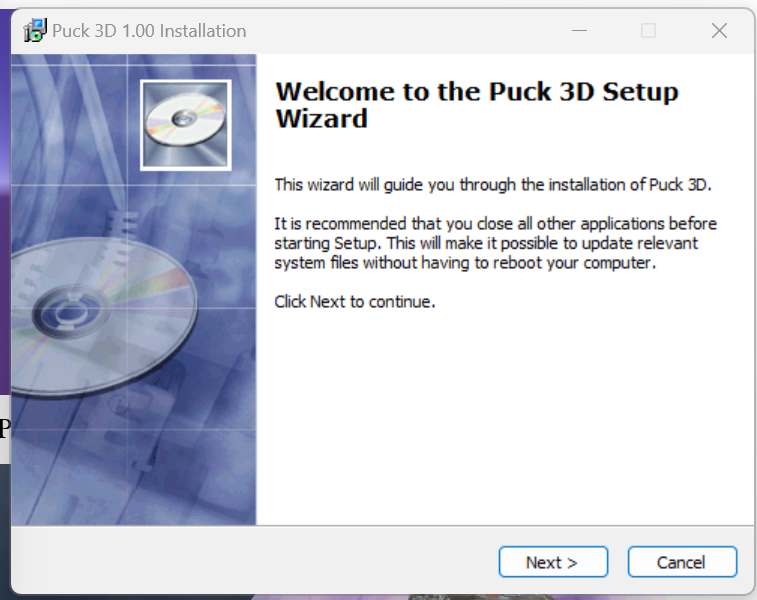 Puck 3D 1.00 Installation
Welcome to the Puck 3D Setup
Wizard
This wizard will guide you through the installation of Puck 3D.
It is recommended that you close all other applications before
starting Setup. This will make it possible to update relevant
system files without having to reboot your computer.
Click Next to continue.
P
Next >
Cancel